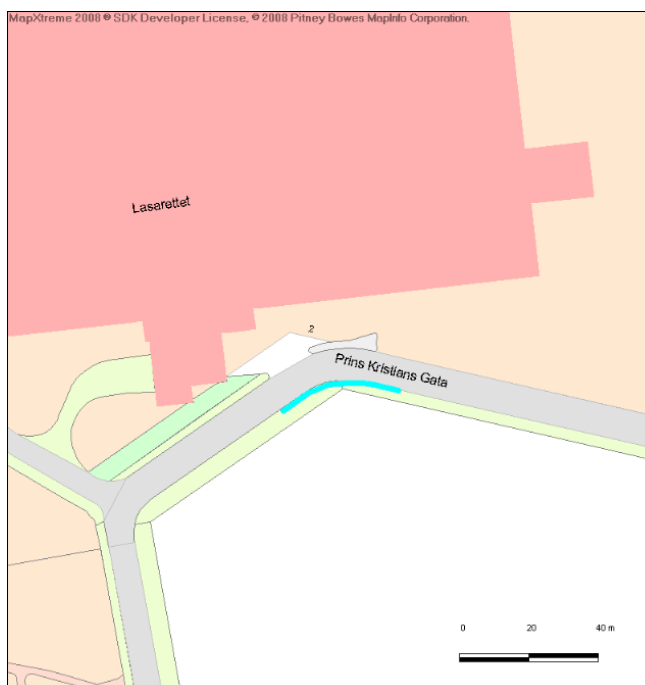 MapXtreme 2008 ® SDK Developer License, © 2008 Pitney Bowes MapInfo Corporation.
Lasarettet
2
Prins Kristians Gata
0 20 40 m